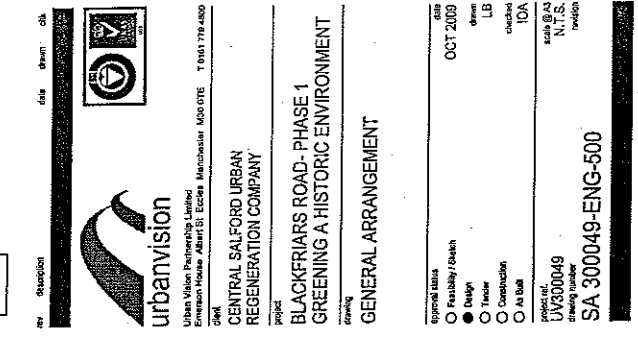 rev description date drawn chk
urbanvision
Urban Vision Partnership Limited
Emerson House Albert St. Eccles Manchester M30 0TE T 0161 779 4800
client
CENTRAL SALFORD URBAN
REGENERATION COMPANY
project
BLACKFRIARS ROAD- PHASE 1
GREENING A HISTORIC ENVIRONMENT
drawing
GENERAL ARRANGEMENT
approval status
Feasibility / Sketch
Design
Tender
Construction
As Built
date
OCT 2009
drawn
LB
checked
IOA
scale @ A3
N.T.S.
project ref.
UV300049
drawing number
SA 300049-ENG-500
revision